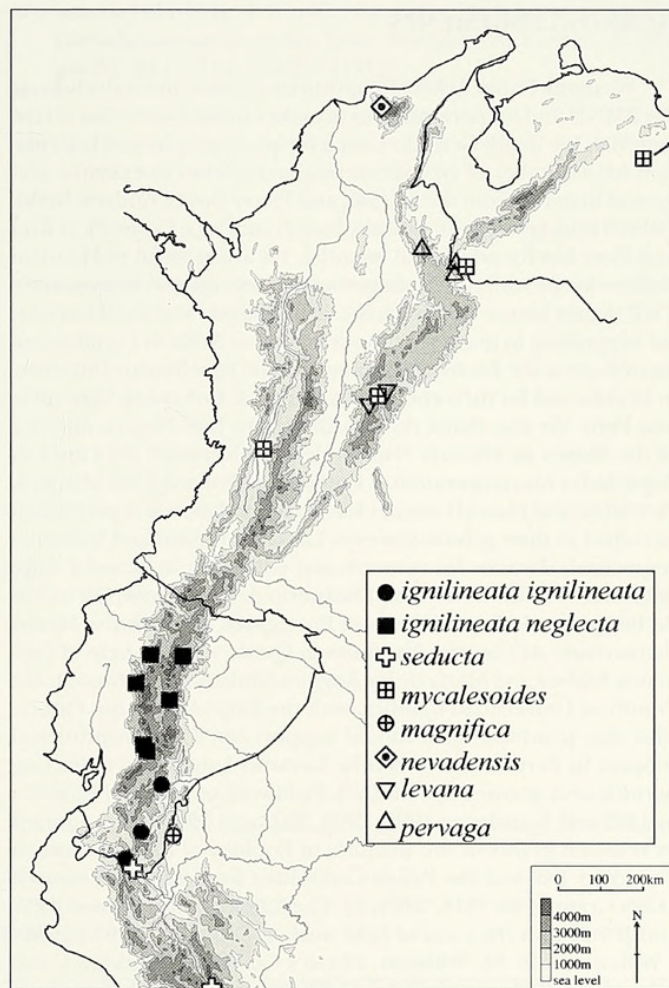 ignilineata ignilineata
ignilineata neglecta
seducta
mycalesoides
magnifica
nevadensis
levana
pervaga
0 100 200km
4000m
3000m
2000m
1000m
sea level
N